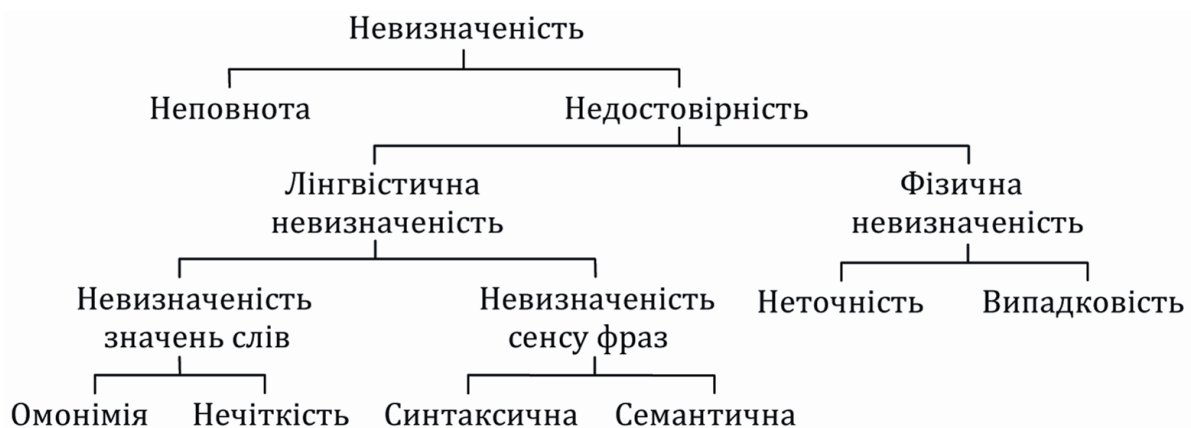 Невизначеність
Неповнота
Недостовірність
Лінгвістична
невизначеність
Фізична
невизначеність
Невизначеність
значень слів
Невизначеність
сенсу фраз
Неточність
Випадковість
Омонімія
Нечіткість
Синтаксична
Семантична